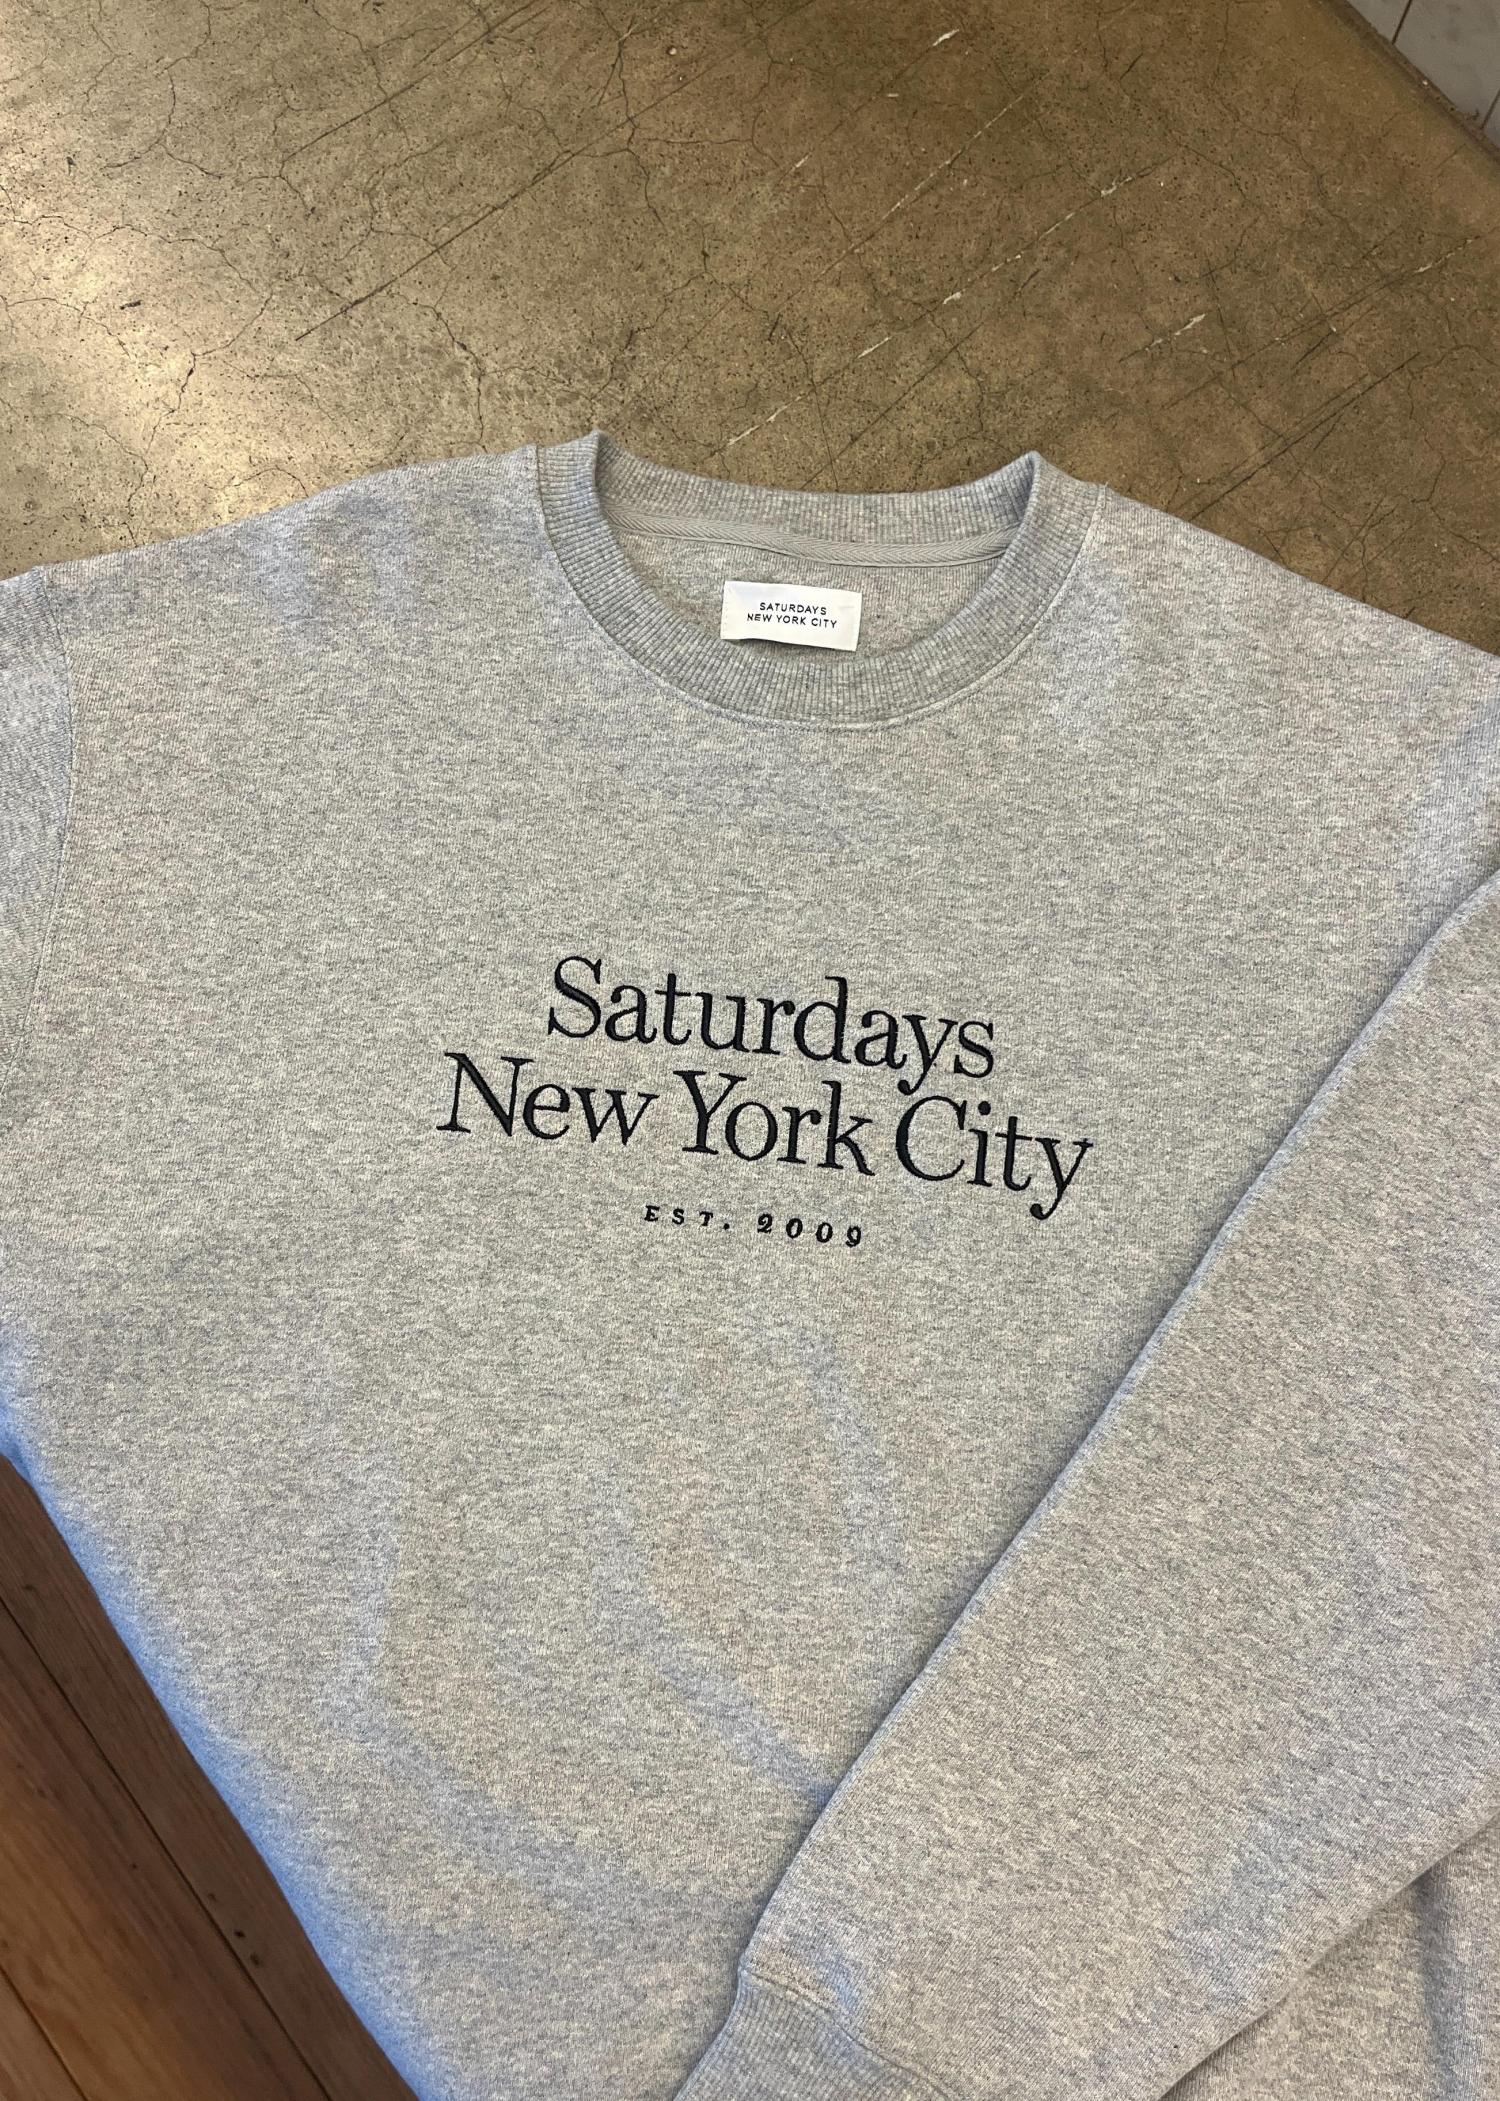 SATURDAYS
NEW YORK CITY
Saturdays
New York City
EST. 2009